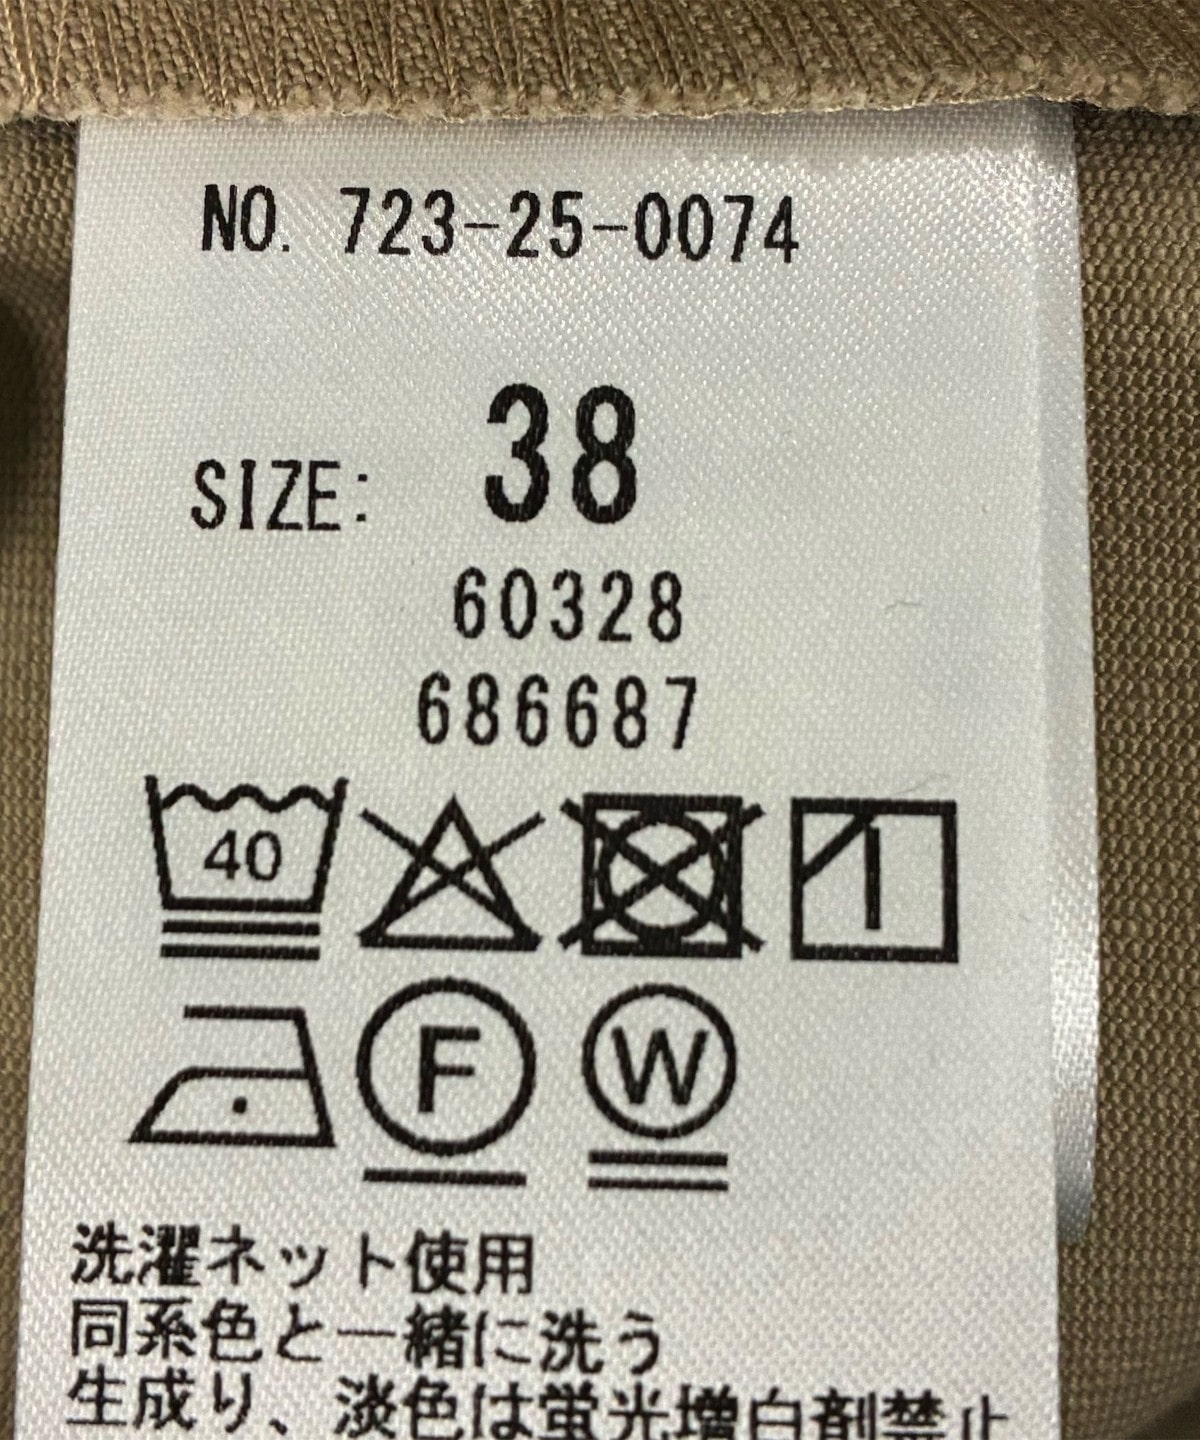 NO. 723-25-0074
SIZE: 38
60328
686687
40
F W
洗濯ネット使用
同系色と一緒に洗う
生成り、淡色は蛍光増白剤禁止